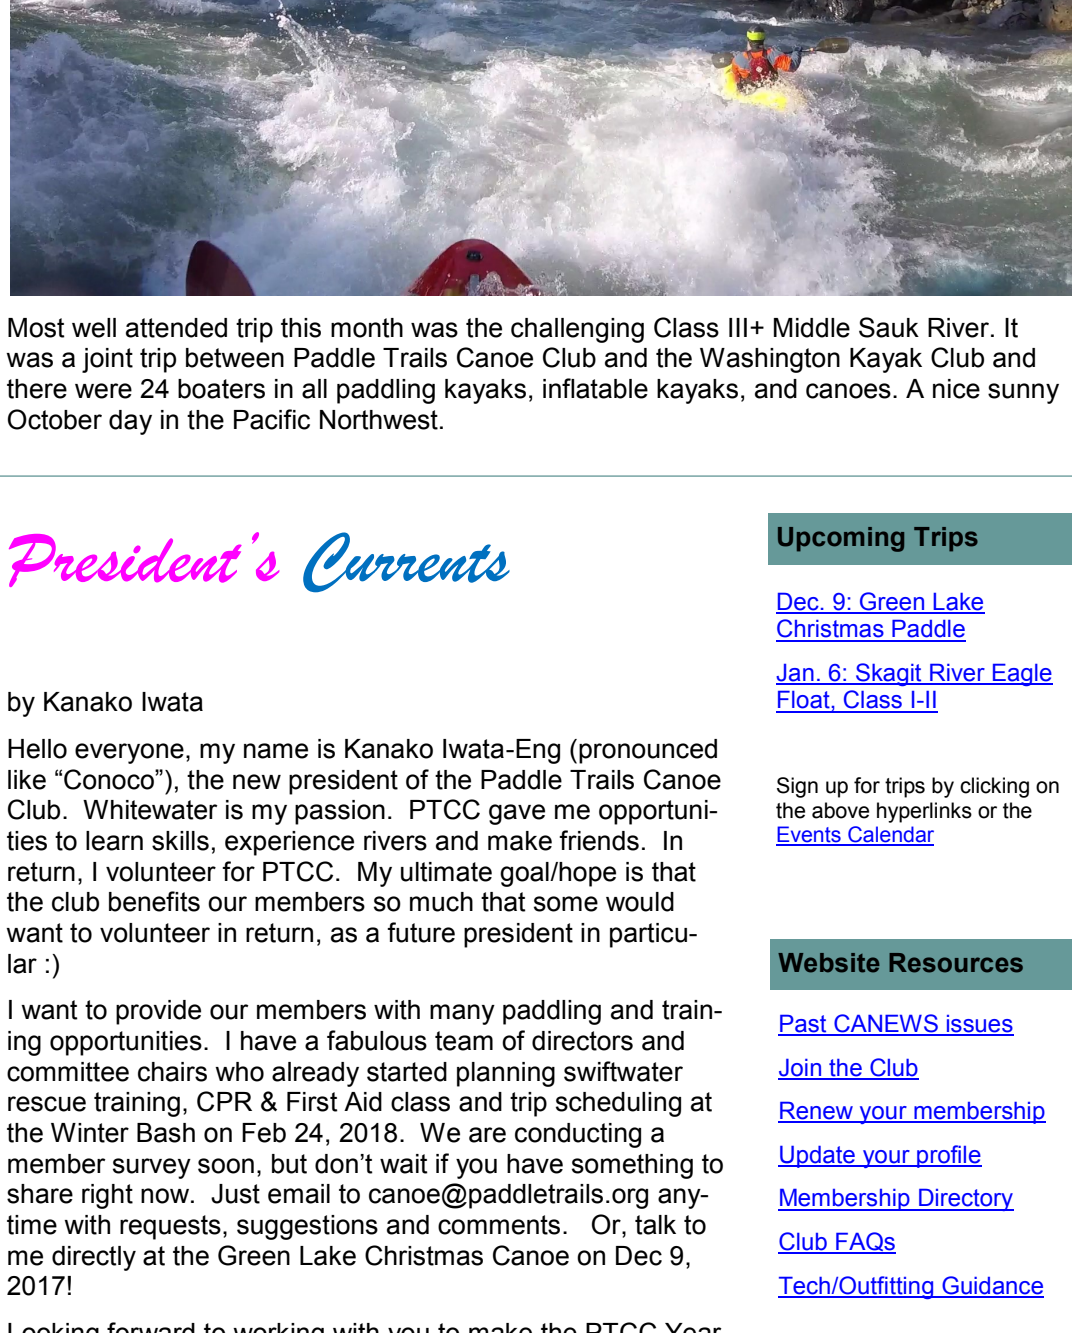 Most well attended trip this month was the challenging Class III+ Middle Sauk River. It
was a joint trip between Paddle Trails Canoe Club and the Washington Kayak Club and
there were 24 boaters in all paddling kayaks, inflatable kayaks, and canoes. A nice sunny
October day in the Pacific Northwest.
President's Currents
by Kanako Iwata
Hello everyone, my name is Kanako Iwata-Eng (pronounced
like “Conoco”), the new president of the Paddle Trails Canoe
Club.  Whitewater is my passion.  PTCC gave me opportuni-
ties to learn skills, experience rivers and make friends.  In
return, I volunteer for PTCC.  My ultimate goal/hope is that
the club benefits our members so much that some would
want to volunteer in return, as a future president in particu-
lar :)
I want to provide our members with many paddling and train-
ing opportunities.  I have a fabulous team of directors and
committee chairs who already started planning swiftwater
rescue training, CPR & First Aid class and trip scheduling at
the Winter Bash on Feb 24, 2018.  We are conducting a
member survey soon, but don’t wait if you have something to
share right now.  Just email to canoe@paddletrails.org any-
time with requests, suggestions and comments.   Or, talk to
me directly at the Green Lake Christmas Canoe on Dec 9,
2017!
Looking forward to working with you to make the PTCC Year
Upcoming Trips
Dec. 9: Green Lake
Christmas Paddle
Jan. 6: Skagit River Eagle
Float, Class I-II
Sign up for trips by clicking on
the above hyperlinks or the
Events Calendar
Website Resources
Past CANEWS issues
Join the Club
Renew your membership
Update your profile
Membership Directory
Club FAQs
Tech/Outfitting Guidance